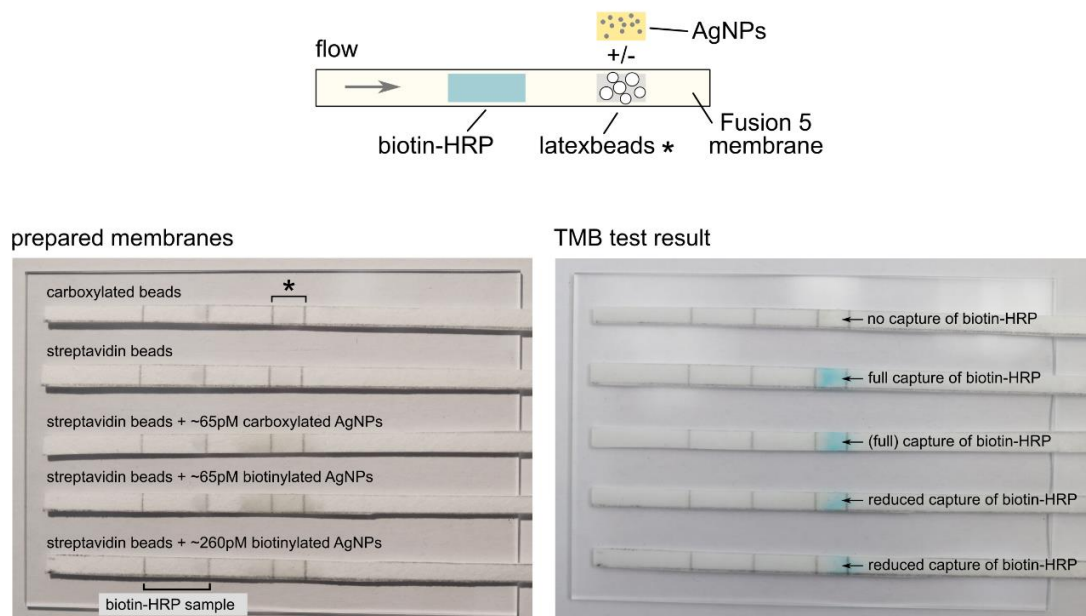 AgNPs
+/-
flow
biotin-HRP
latexbeads *
Fusion 5
membrane
prepared membranes
carboxylated beads
*
streptavidin beads
streptavidin beads + ~65pM carboxylated AgNPs
streptavidin beads + ~65pM biotinylated AgNPs
streptavidin beads + ~260pM biotinylated AgNPs
biotin-HRP sample
TMB test result
no capture of biotin-HRP
full capture of biotin-HRP
(full) capture of biotin-HRP
reduced capture of biotin-HRP
reduced capture of biotin-HRP